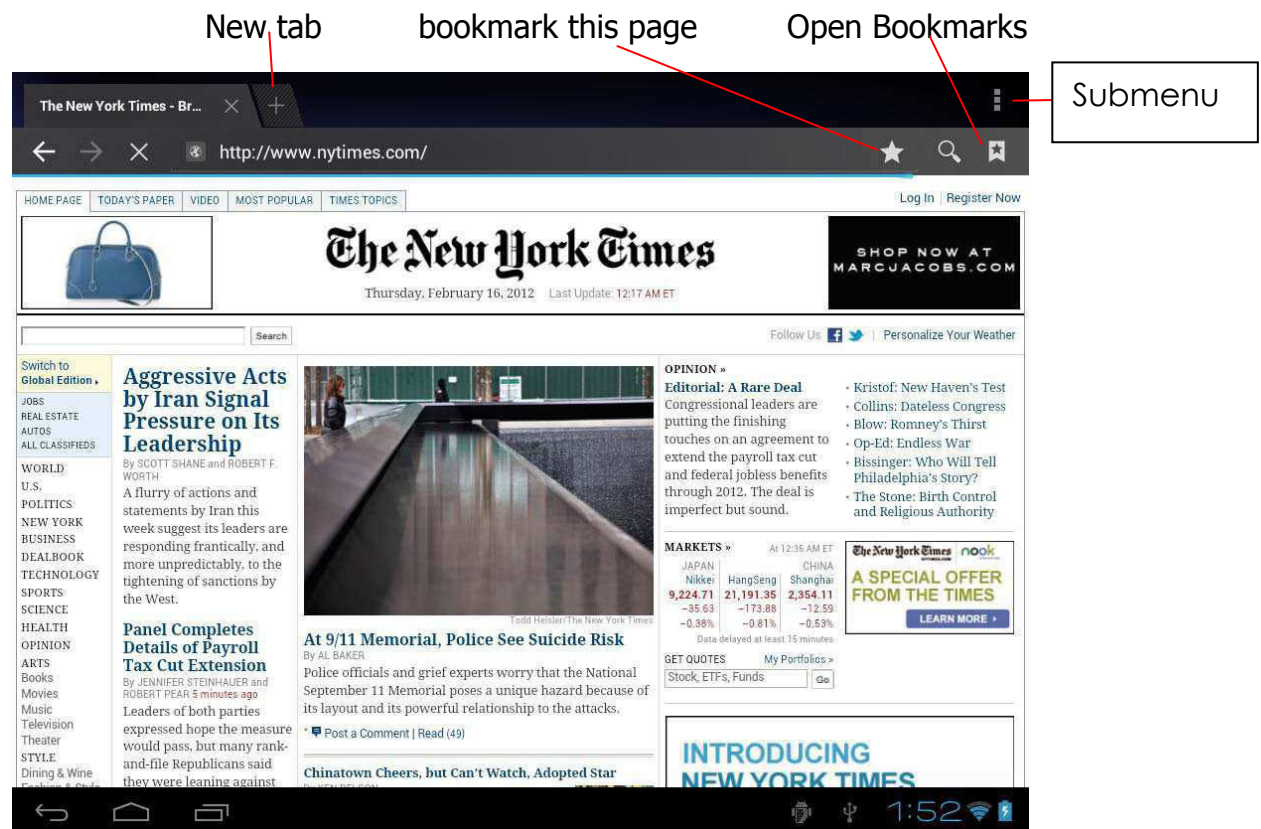 New tab
bookmark this page
Open Bookmarks
Submenu
The New York Times - Br...
http://www.nytimes.com/
HOME PAGE
TODAY'S PAPER
VIDEO
MOST POPULAR
TIMES TOPICS
Log In
Register Now
The New York Times
Thursday, February 16, 2012 Last Update: 12:17 AM ET
SHOP NOW AT
MARCJACOBS.COM
Search
Follow Us
Personalize Your Weather
Switch to
Global Edition
JOBS
REAL ESTATE
AUTOS
ALL CLASSIFIEDS
WORLD
U.S.
POLITICS
NEW YORK
BUSINESS
DEALBOOK
TECHNOLOGY
SPORTS
SCIENCE
HEALTH
OPINION
ARTS
Books
Movies
Music
Television
Theater
STYLE
Dining & Wine
Fashion & Style
Aggressive Acts
by Iran Signal
Pressure on Its
Leadership
By SCOTT SHANE and ROBERT F.
WORTH
A flurry of actions and
statements by Iran this
week suggest its leaders are
responding frantically, and
more unpredictably, to the
tightening of sanctions by
the West.
Panel Completes
Details of Payroll
Tax Cut Extension
By JENNIFER STEINHAUER and
ROBERT PEAR 5 minutes ago
Leaders of both parties
expressed hope the measure
would pass, but many rank-
and-file Republicans said
they were leaning against
Todd Heisler/The New York Times
At 9/11 Memorial, Police See Suicide Risk
By AL BAKER
Police officials and grief experts worry that the National
September 11 Memorial poses a unique hazard because of
its layout and its powerful relationship to the attacks.
Post a Comment | Read (49)
Chinatown Cheers, but Can't Watch, Adopted Star
By KEN BELSON
OPINION »
Editorial: A Rare Deal
Congressional leaders are
putting the finishing
touches on an agreement to
extend the payroll tax cut
and federal jobless benefits
through 2012. The deal is
imperfect but sound.
• Kristof: New Haven's Test
• Collins: Dateless Congress
• Blow: Romney's Thirst
• Op-Ed: Endless War
• Bissinger: Who Will Tell
Philadelphia's Story?
• The Stone: Birth Control
and Religious Authority
MARKETS » At 12:35 AM ET
JAPAN CHINA
Nikkei HangSeng Shanghai
9,224.71 21,191.35 2,354.11
−35.63 −173.88 −12.59
−0.38% −0.81% −0.53%
Data delayed at least 15 minutes
GET QUOTES My Portfolios »
Stock, ETFs, Funds Go
The New York Times nook
A SPECIAL OFFER
FROM THE TIMES
LEARN MORE
INTRODUCING
NEW YORK TIMES
1:52